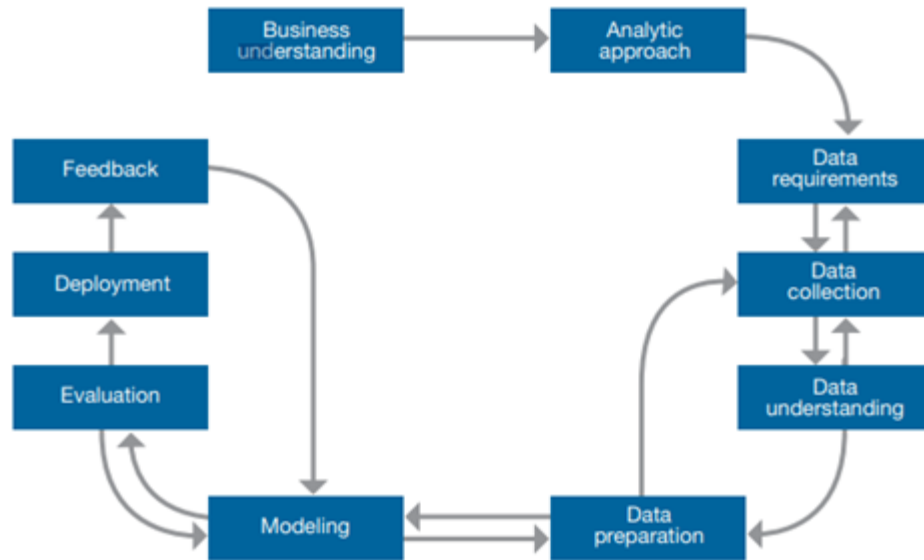 Business
understanding
Analytic
approach
Feedback
Data
requirements
Deployment
Data
collection
Evaluation
Data
understanding
Modeling
Data
preparation